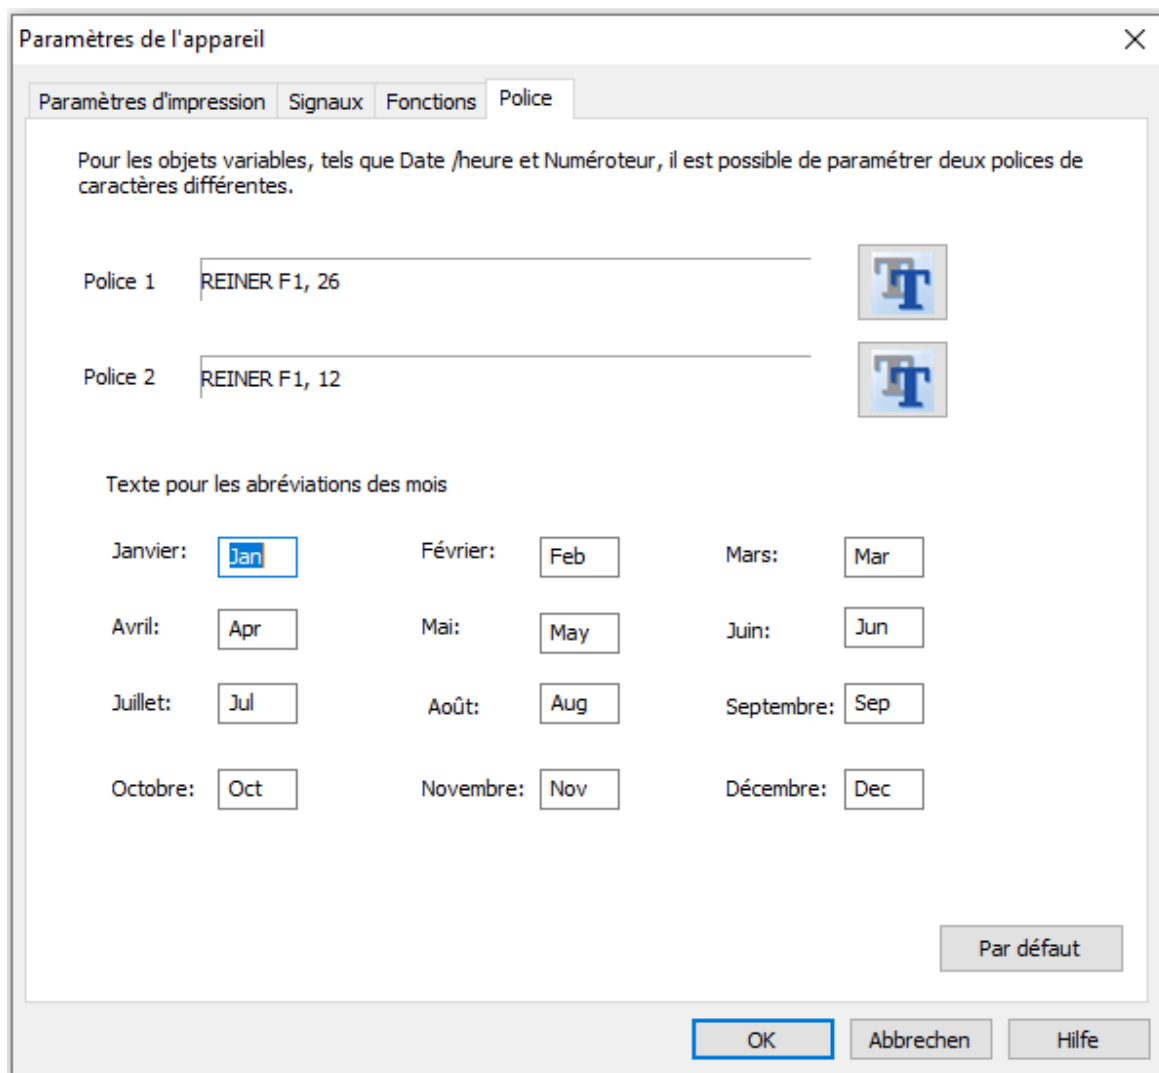 Paramètres de l'appareil
Paramètres d'impression Signaux Fonctions Police
Pour les objets variables, tels que Date /heure et Numéroteur, il est possible de paramétrer deux polices de
caractères différentes.
Police 1 REINER F1, 26
Police 2 REINER F1, 12
Texte pour les abréviations des mois
Janvier: Jan Février: Feb Mars: Mar
Avril: Apr Mai: May Juin: Jun
Juillet: Jul Août: Aug Septembre: Sep
Octobre: Oct Novembre: Nov Décembre: Dec
Par défaut
OK Abbrechen Hilfe